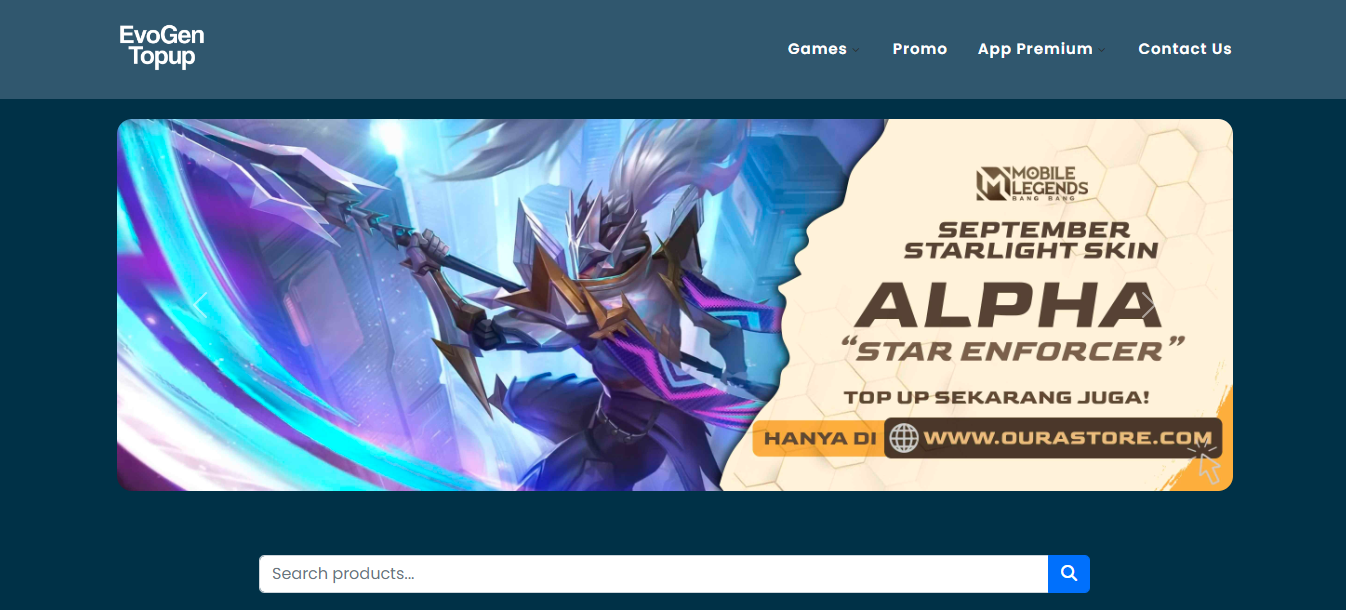 EvoGen
Topup
Games Promo App Premium Contact Us
MOBILE
LEGENDS
BANG BANG
SEPTEMBER
STARLIGHT SKIN
ALPHA
“STAR ENFORCER”
TOP UP SEKARANG JUGA!
HANYA DI WWW.OURASTORE.COM
Search products...